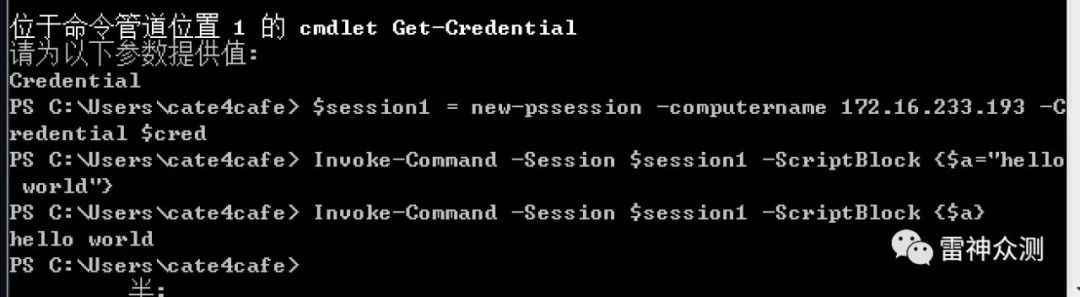 位于命令管道位置 1 的 cmdlet Get-Credential
请为以下参数提供值:
Credential
PS C:\Users\cate4cafe> $session1 = new-pssession -computername 172.16.233.193 -C
redential $cred
PS C:\Users\cate4cafe> Invoke-Command -Session $session1 -ScriptBlock {$a="hello
 world"}
PS C:\Users\cate4cafe> Invoke-Command -Session $session1 -ScriptBlock {$a}
hello world
雷神众测
PS C:\Users\cate4cafe>
半: